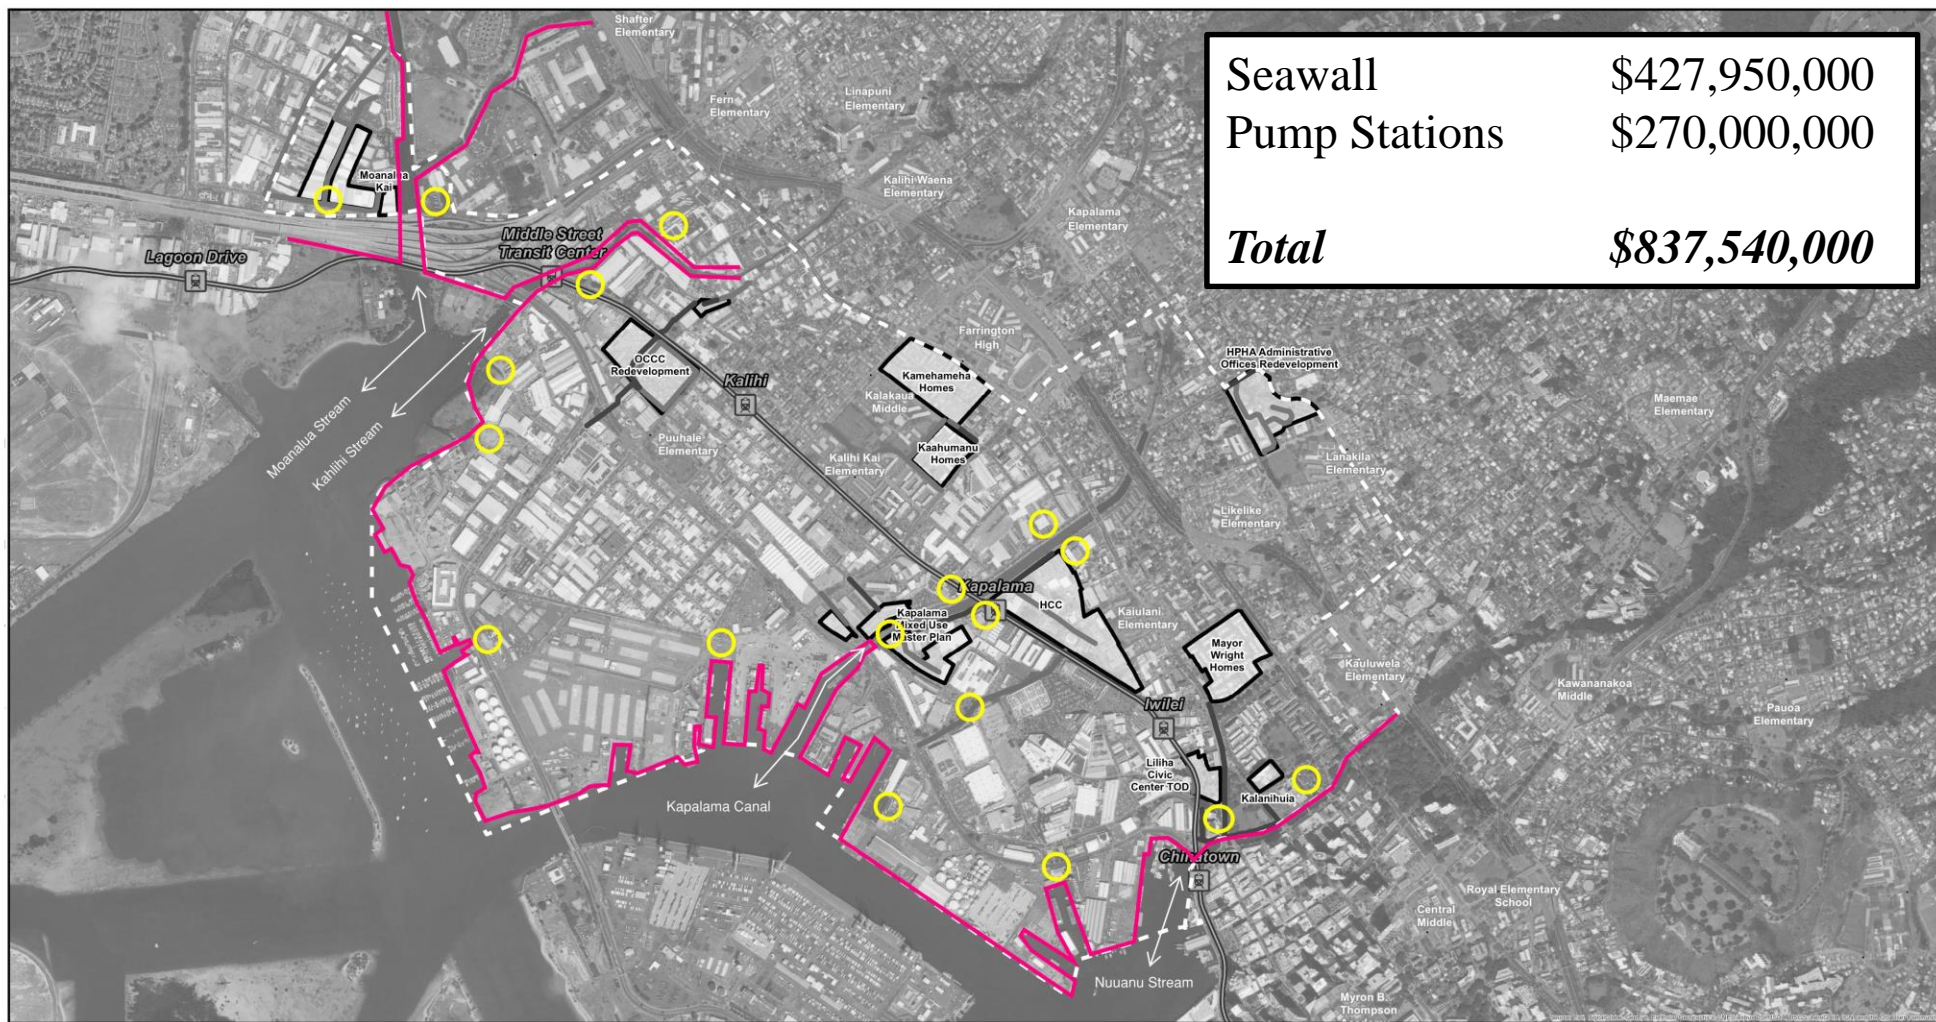 Seawall $427,950,000
Pump Stations $270,000,000
Total $837,540,000
Shafter
Elementary
Fern
Elementary
Linapuni
Elementary
Moanalua
Kai
Kalihi-Waena
Elementary
Kapalama
Elementary
Middle Street
Transit Center
Lagoon Drive
Farrington
High
HPHA Administrative
Offices Redevelopment
OCCC
Redevelopment
Kalihi
Kamehameha
Homes
Kalakaua
Middle
Maemae
Elementary
Moanalua Stream
Kahlihi Stream
Puuhale
Elementary
Kalihi Kai
Elementary
Kaahumanu
Homes
Lanakila
Elementary
Likelike
Elementary
Kapalama
HCC
Kapalama
Mixed Use
Master Plan
Kaiulani
Elementary
Mayor
Wright
Homes
Kauluwela
Elementary
Kawananakoa
Middle
Pauoa
Elementary
Iwilei
Liliha
Civic
Center TOD
Kalanihuia
Kapalama Canal
Chinatown
Royal Elementary
School
Central
Middle
Nuuanu Stream
Myron B.
Thompson